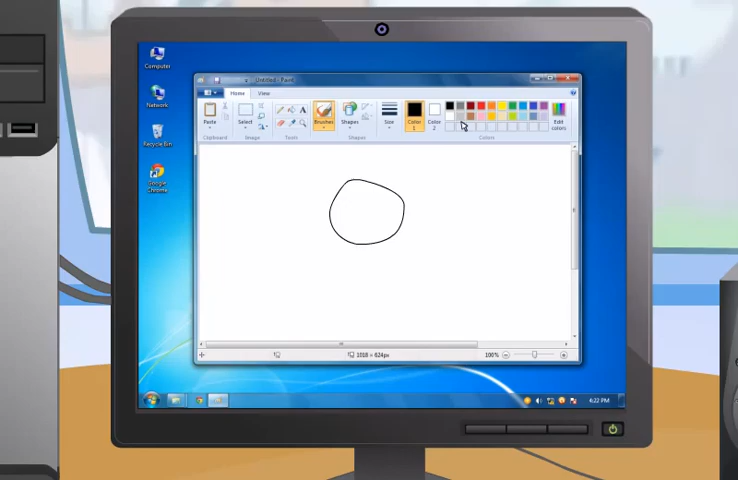 Computer
Untitled - Paint
Home View
Network
Paste
Select
Brushes
Shapes
Size
Color 1
Color 2
Edit colors
Clipboard
Image
Tools
Shapes
Colors
Recycle Bin
Google Chrome
1018 × 624px
100%
6:22 PM